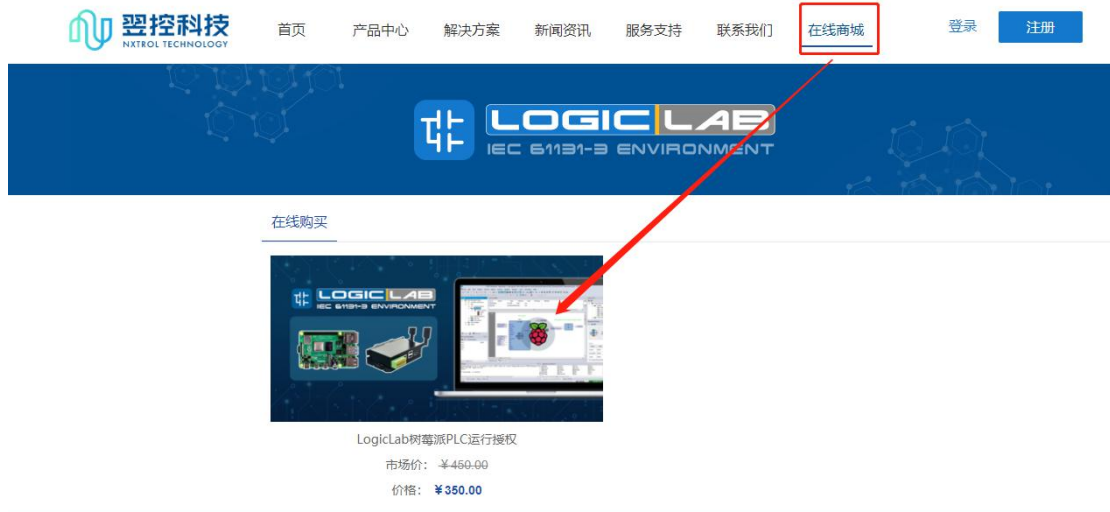 翌控科技
NXTROL TECHNOLOGY
首页 产品中心 解决方案 新闻资讯 服务支持 联系我们 在线商城 登录 注册
LOGIC LAB
IEC 61131-3 ENVIRONMENT
在线购买
LOGIC LAB
IEC 61131-3 ENVIRONMENT
LogicLab树莓派PLC运行授权
市场价: ¥450.00
价格: ¥350.00